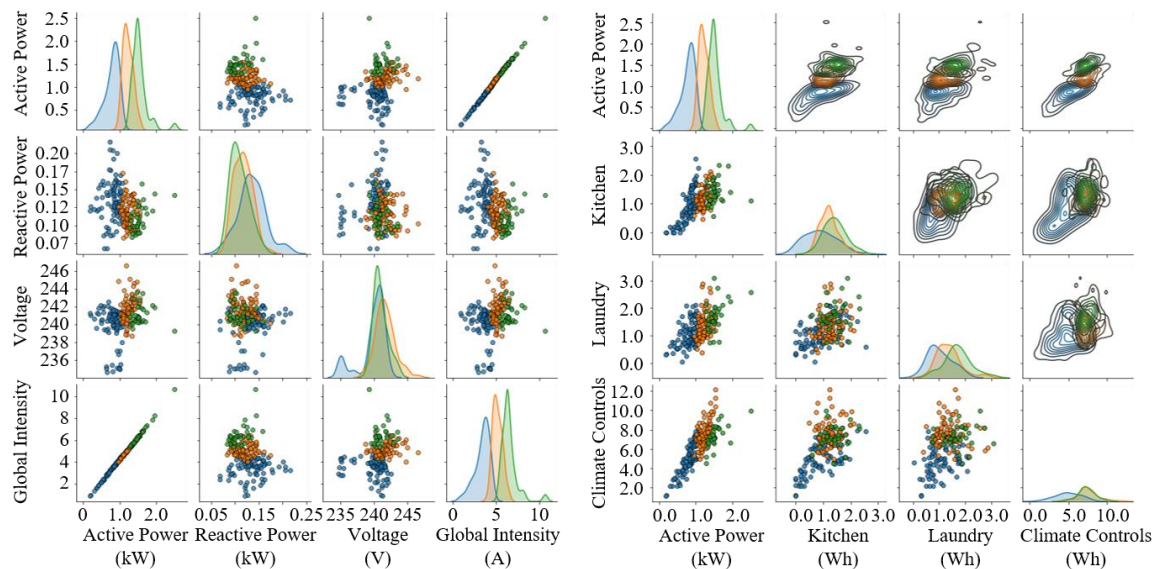 Active Power
2.5
2.0
1.5
1.0
0.5
Reactive Power
0.20
0.17
0.15
0.12
0.10
0.07
Voltage
246
244
242
240
238
236
Global Intensity
10
8
6
4
2
0 1.0 2.0
0.05 0.15 0.25
235 240 245
0 5 10
Active Power Reactive Power Voltage Global Intensity
(kW) (kW) (V) (A)
Active Power
2.5
2.0
1.5
1.0
0.5
Kitchen
3.0
2.0
1.0
0.0
Laundry
3.0
2.0
1.0
0.0
Climate Controls
12.0
10.0
8.0
6.0
4.0
2.0
0.0 1.0 2.0
0.0 1.0 2.0 3.0
0.0 1.0 2.0 3.0
0.0 5.0 10.0
Active Power Kitchen Laundry Climate Controls
(kW) (Wh) (Wh) (Wh)